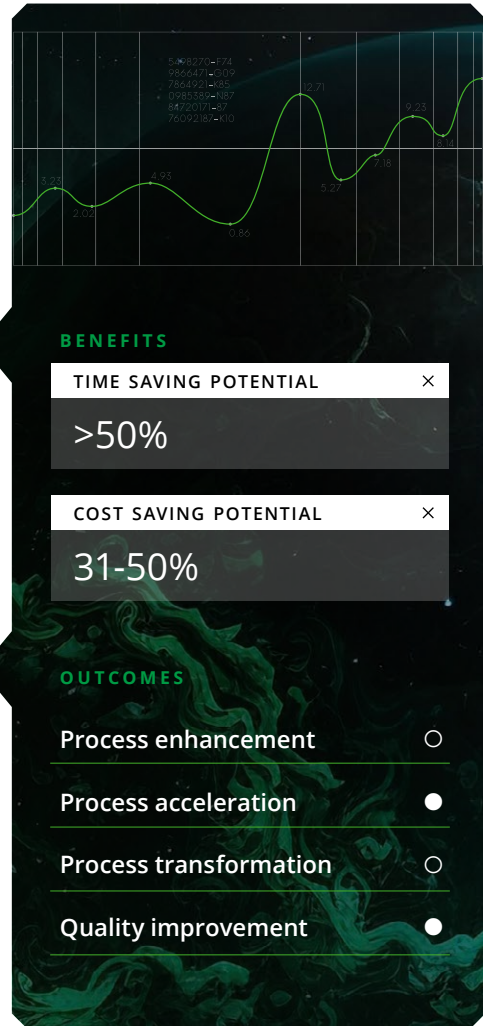 5498270-F74
9866471-G09
7864921-K85
0985389-N87
84720171-87
76092187-K10
12.71
9.23
8.14
7.18
3.23
4.93
5.27
2.02
0.86
BENEFITS
TIME SAVING POTENTIAL ×
>50%
COST SAVING POTENTIAL ×
31-50%
OUTCOMES
Process enhancement
Process acceleration
Process transformation
Quality improvement